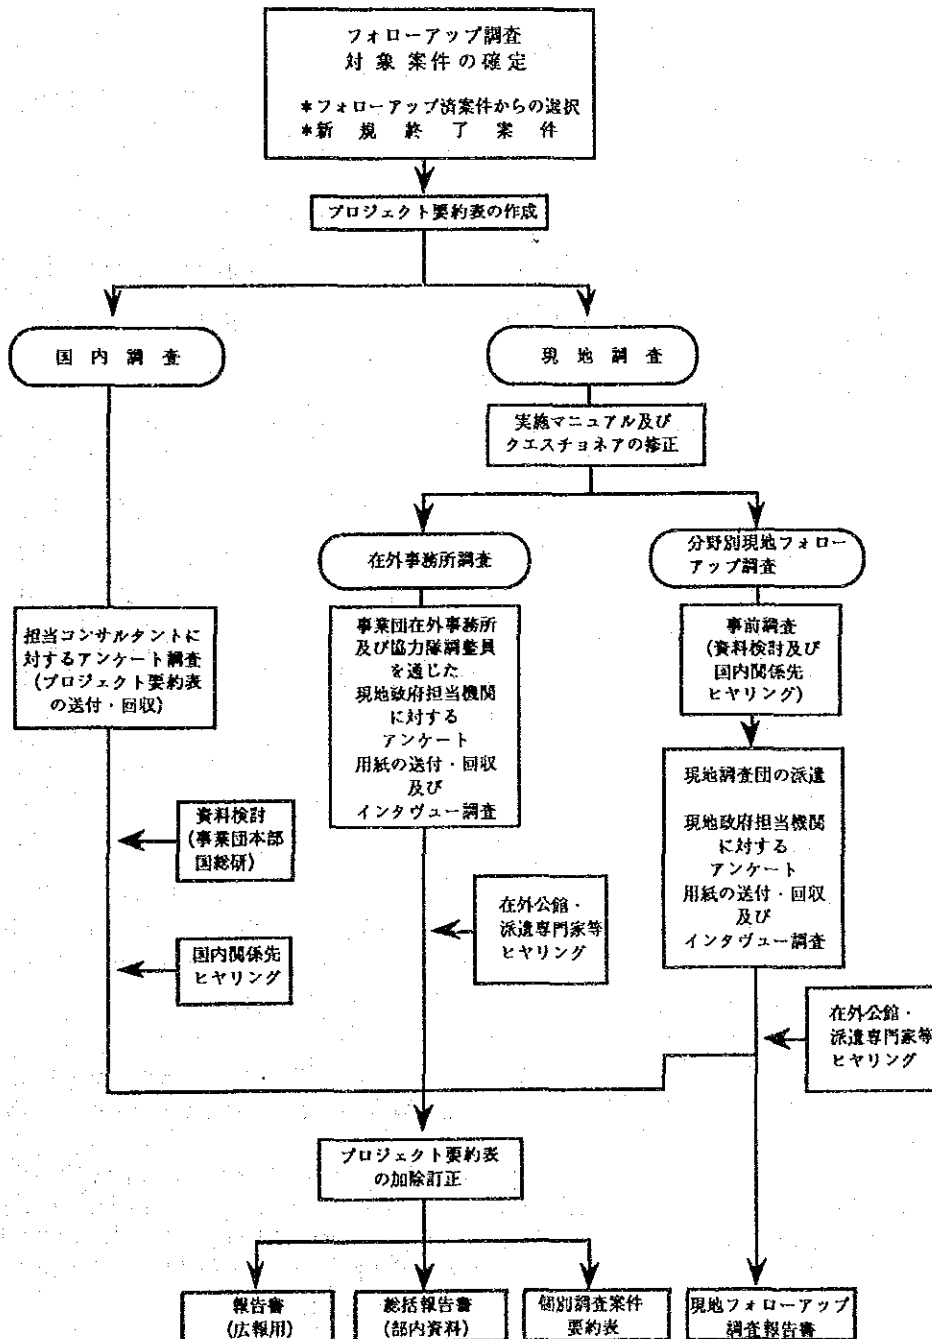 フォローアップ調査
対象案件の確定
*フォローアップ済案件からの選択
*新規終了案件
プロジェクト要約表の作成
国内調査
現地調査
実施マニュアル及び
クエスチョネアの修正
在外事務所調査
分野別現地フォロー
アップ調査
担当コンサルタントに
対するアンケート調査
(プロジェクト要約表
の送付・回収)
事業団在外事務所
及び協力隊調整員
を通じた
現地政府担当機関
に対する
アンケート
用紙の送付・回収
及び
インタヴュー調査
事前調査
(資料検討及び
国内関係先
ヒヤリング)
現地調査団の派遣
現地政府担当機関
に対する
アンケート
用紙の送付・回収
及び
インタヴュー調査
資料検討
(事業団本部
国総研)
在外公館・
派遣専門家等
ヒヤリング
国内関係先
ヒヤリング
在外公館・
派遣専門家等
ヒヤリング
プロジェクト要約表
の加除訂正
報告書
(広報用)
総括報告書
(部内資料)
個別調査案件
要約表
現地フォローアップ
調査報告書